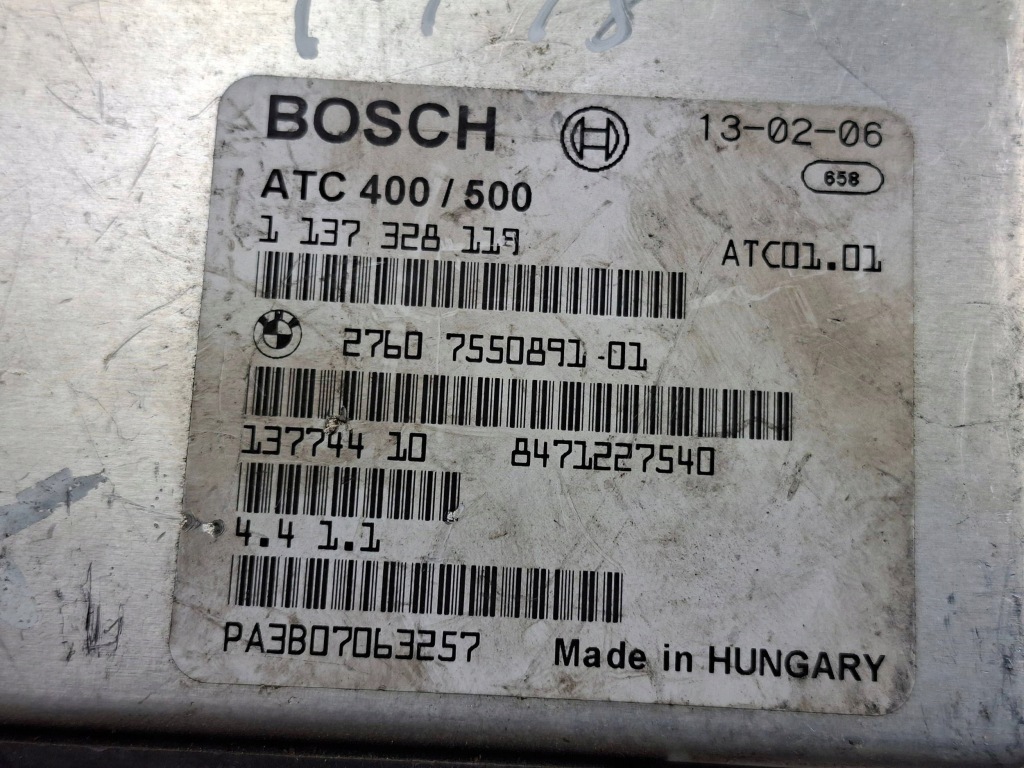 BOSCH 13-02-06
658
ATC 400 / 500
1 137 328 119 ATC01.01
2760 7550891 01
137744 10 8471227540
4.4 1.1
PA3B07063257 Made in HUNGARY